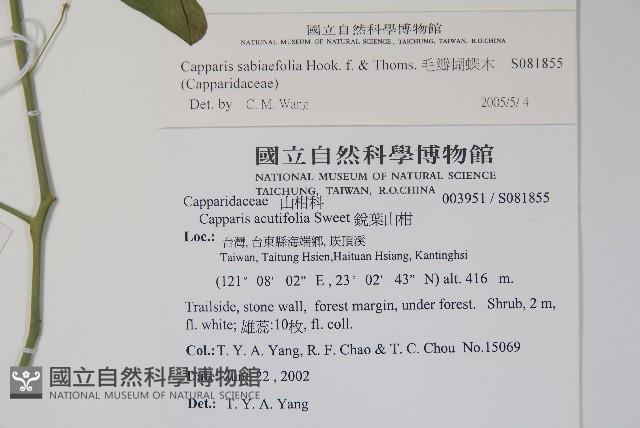 國立自然科學博物館
NATIONAL MUSEUM OF NATURAL SCIENCE, TAICHUNG, TAIWAN, R.O.CHINA
Capparis sabiaefolia Hook. f. & Thoms. 毛瓣蝴蝶木 S081855
(Capparidaceae)
Det. by C. M. Wang 2005/5/ 4
國立自然科學博物館
NATIONAL MUSEUM OF NATURAL SCIENCE
TAICHUNG, TAIWAN, R.O.CHINA
Capparidaceae 山柑科 003951 / S081855
Capparis acutifolia Sweet 銳葉山柑
Loc.: 台灣, 台東縣海端鄉, 崁頂溪
Taiwan, Taitung Hsien,Haituan Hsiang, Kantinghsi
(121° 08' 02" E , 23° 02' 43" N) alt. 416 m.
Trailside, stone wall, forest margin, under forest. Shrub, 2 m,
fl. white; 雄蕊:10枚, fl. coll.
Col.: T. Y. A. Yang, R. F. Chao & T. C. Chou No.15069
Date: June 22 , 2002
Det.: T. Y. A. Yang
國立自然科學博物館
NATIONAL MUSEUM OF NATURAL SCIENCE